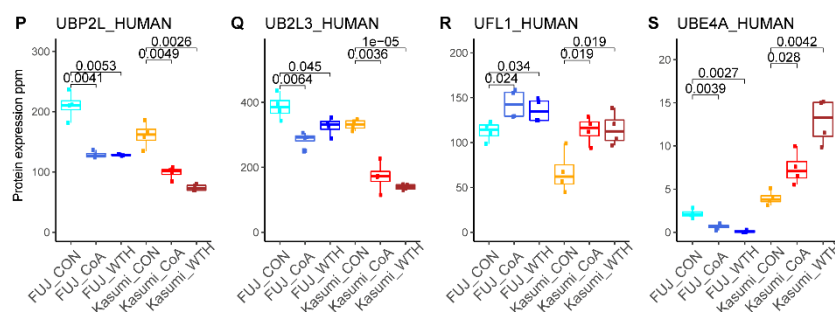 P UBP2L_HUMAN
Protein expression ppm
300
200
100
0
0.0026
0.0049
0.0053
0.0041
FUJ_CON
FUJ_CoA
FUJ_WTH
Kasumi_CON
Kasumi_CoA
Kasumi_WTH
Q UB2L3_HUMAN
400
200
0
1e-05
0.0036
0.045
0.0064
FUJ_CON
FUJ_CoA
FUJ_WTH
Kasumi_CON
Kasumi_CoA
Kasumi_WTH
R UFL1_HUMAN
150
100
50
0
0.019
0.019
0.034
0.024
FUJ_CON
FUJ_CoA
FUJ_WTH
Kasumi_CON
Kasumi_CoA
Kasumi_WTH
S UBE4A_HUMAN
20
15
10
5
0
0.0042
0.028
0.0027
0.0039
FUJ_CON
FUJ_CoA
FUJ_WTH
Kasumi_CON
Kasumi_CoA
Kasumi_WTH